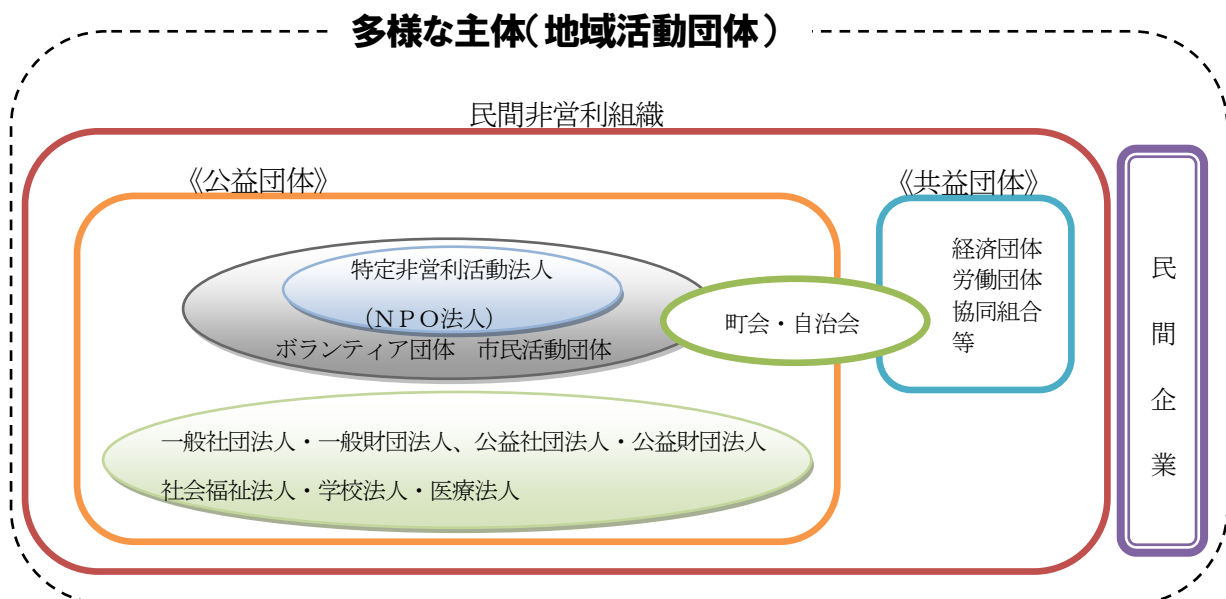 多様な主体(地域活動団体)
民間非営利組織
《公益団体》
《共益団体》
特定非営利活動法人
(NPO法人)
ボランティア団体　市民活動団体
町会・自治会
経済団体
労働団体
協同組合
等
一般社団法人・一般財団法人、公益社団法人・公益財団法人
社会福祉法人・学校法人・医療法人
民間企業